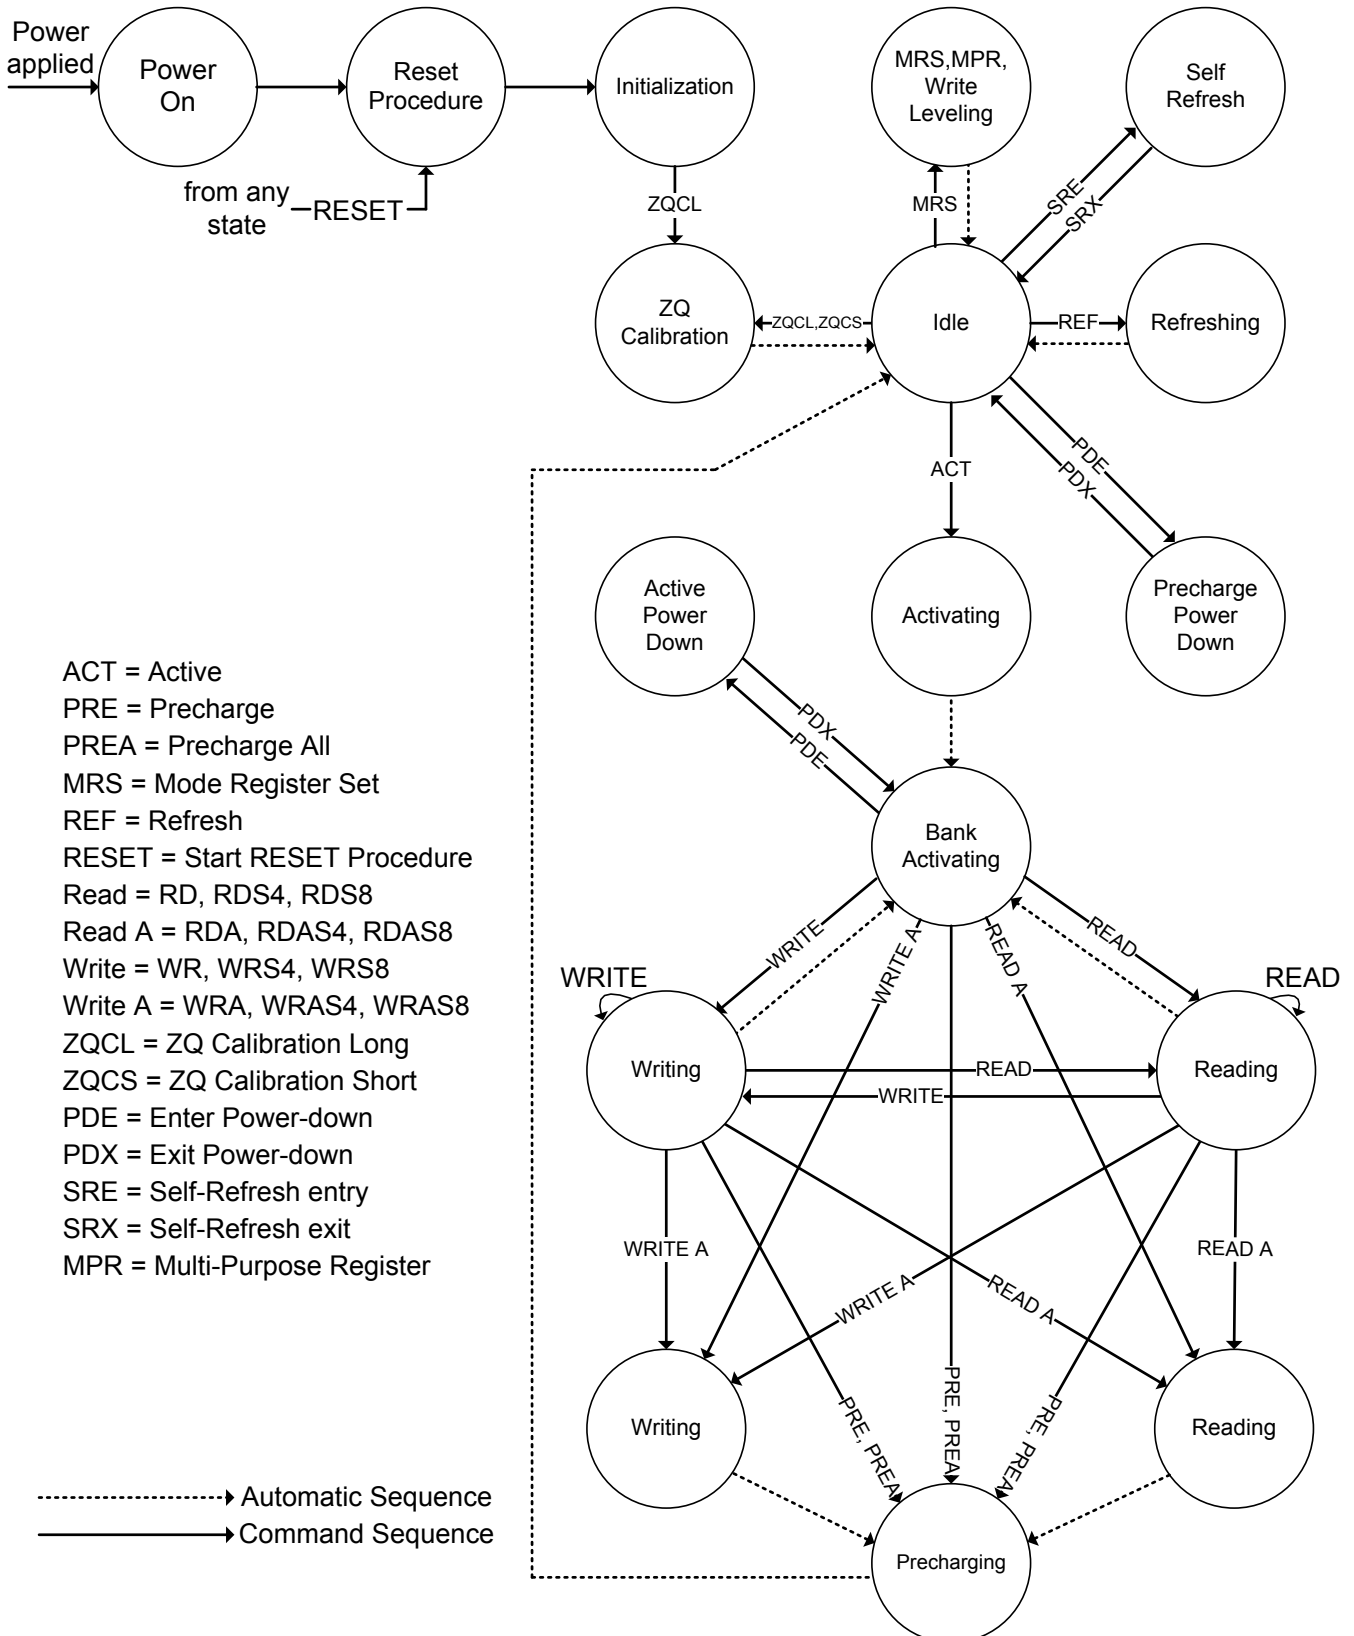 Power
applied
Power
On
Reset
Procedure
Initialization
MRS,MPR,
Write
Leveling
Self
Refresh
from any
state
RESET
ZQCL
MRS
SRE
SRX
ZQ
Calibration
ZQCL,ZQCS
Idle
REF
Refreshing
ACT
PDE
PDX
Active
Power
Down
Activating
Precharge
Power
Down
PDX
PDE
Bank
Activating
ACT = Active
PRE = Precharge
PREA = Precharge All
MRS = Mode Register Set
REF = Refresh
RESET = Start RESET Procedure
Read = RD, RDS4, RDS8
Read A = RDA, RDAS4, RDAS8
Write = WR, WRS4, WRS8
Write A = WRA, WRAS4, WRAS8
ZQCL = ZQ Calibration Long
ZQCS = ZQ Calibration Short
PDE = Enter Power-down
PDX = Exit Power-down
SRE = Self-Refresh entry
SRX = Self-Refresh exit
MPR = Multi-Purpose Register
WRITE
WRITE A
READ A
READ
WRITE
READ
Writing
READ
WRITE
Reading
WRITE A
WRITE A
READ A
READ A
Writing
PRE, PREA
PRE, PREA
PRE, PREA
Reading
Precharging
Automatic Sequence
Command Sequence